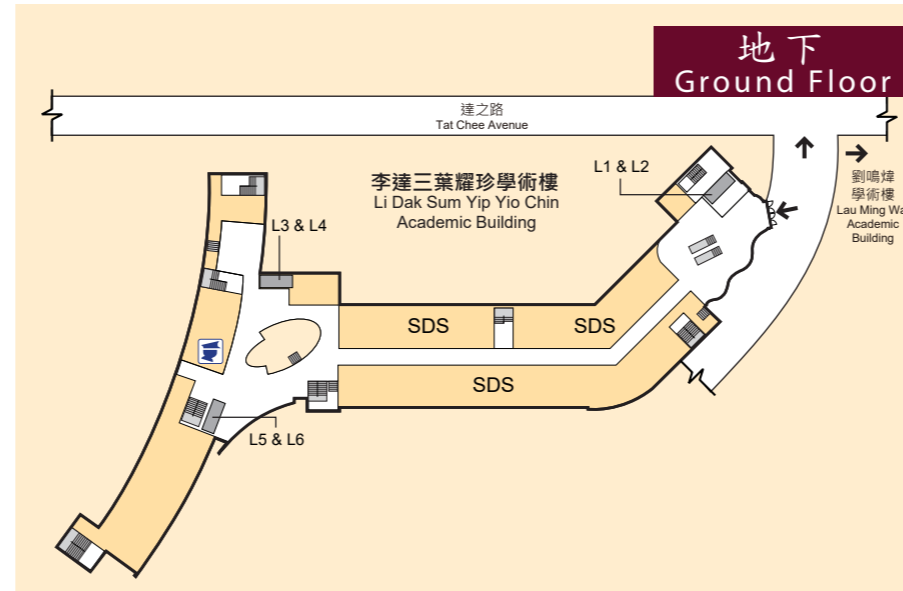 地下
Ground Floor
達之路
Tat Chee Avenue
李達三葉耀珍學術樓
Li Dak Sum Yip Yio Chin
Academic Building
L1 & L2
劉鳴煒
學術樓
Lau Ming Wa
Academic
Building
L3 & L4
SDS
SDS
SDS
L5 & L6